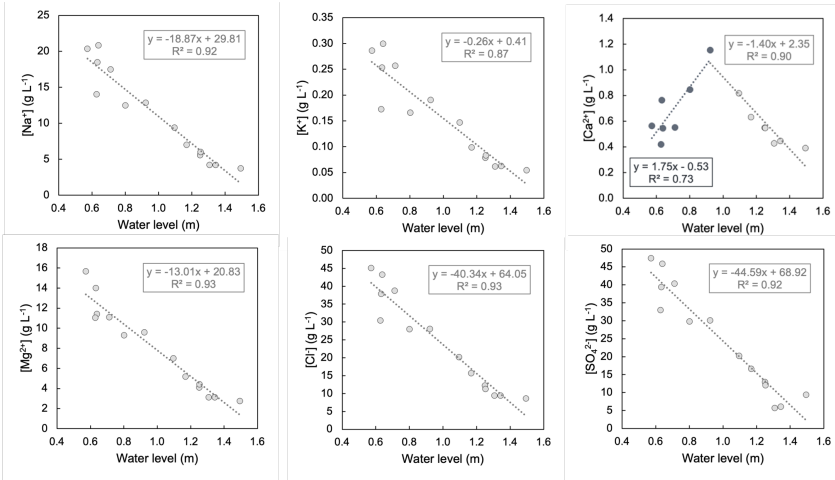 25
20
15
10
5
0
[Na⁺] (g L⁻¹)
y = -18.87x + 29.81
R² = 0.92
0.4 0.6 0.8 1.0 1.2 1.4 1.6
Water level (m)
0.35
0.30
0.25
0.20
0.15
0.10
0.05
0.00
[K⁺] (g L⁻¹)
y = -0.26x + 0.41
R² = 0.87
0.4 0.6 0.8 1.0 1.2 1.4 1.6
Water level (m)
1.4
1.2
1.0
0.8
0.6
0.4
0.2
0.0
[Ca²⁺] (g L⁻¹)
y = -1.40x + 2.35
R² = 0.90
y = 1.75x - 0.53
R² = 0.73
0.4 0.6 0.8 1.0 1.2 1.4 1.6
Water level (m)
18
16
14
12
10
8
6
4
2
0
[Mg²⁺] (g L⁻¹)
y = -13.01x + 20.83
R² = 0.93
0.4 0.6 0.8 1.0 1.2 1.4 1.6
Water level (m)
50
45
40
35
30
25
20
15
10
5
0
[Cl⁻] (g L⁻¹)
y = -40.34x + 64.05
R² = 0.93
0.4 0.6 0.8 1.0 1.2 1.4 1.6
Water level (m)
50
45
40
35
30
25
20
15
10
5
0
[SO₄²⁻] (g L⁻¹)
y = -44.59x + 68.92
R² = 0.92
0.4 0.6 0.8 1.0 1.2 1.4 1.6
Water level (m)